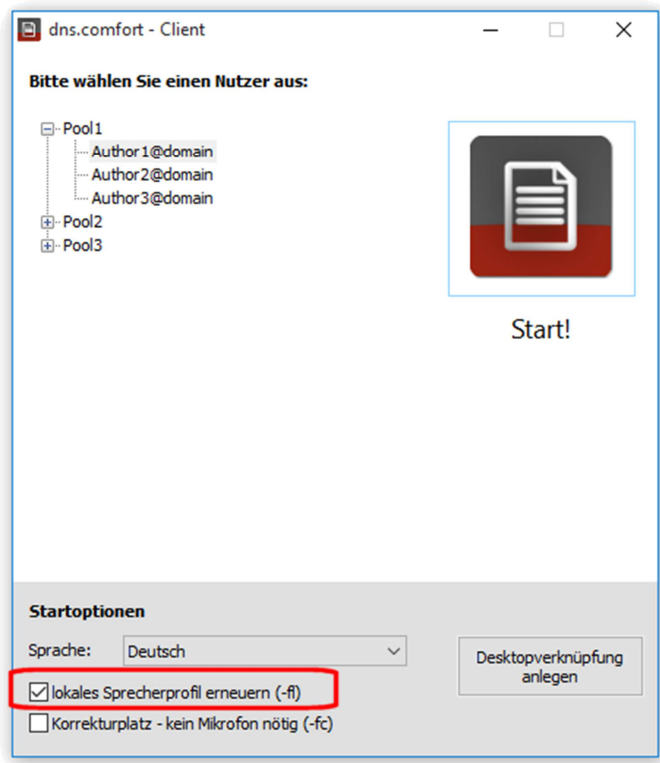 dns.comfort - Client
Bitte wählen Sie einen Nutzer aus:
Pool1
Author1@domain
Author2@domain
Author3@domain
Pool2
Pool3
Start!
Startoptionen
Sprache: Deutsch
Desktopverknüpfung
anlegen
lokales Sprecherprofil erneuern (-fl)
Korrekturplatz - kein Mikrofon nötig (-fc)